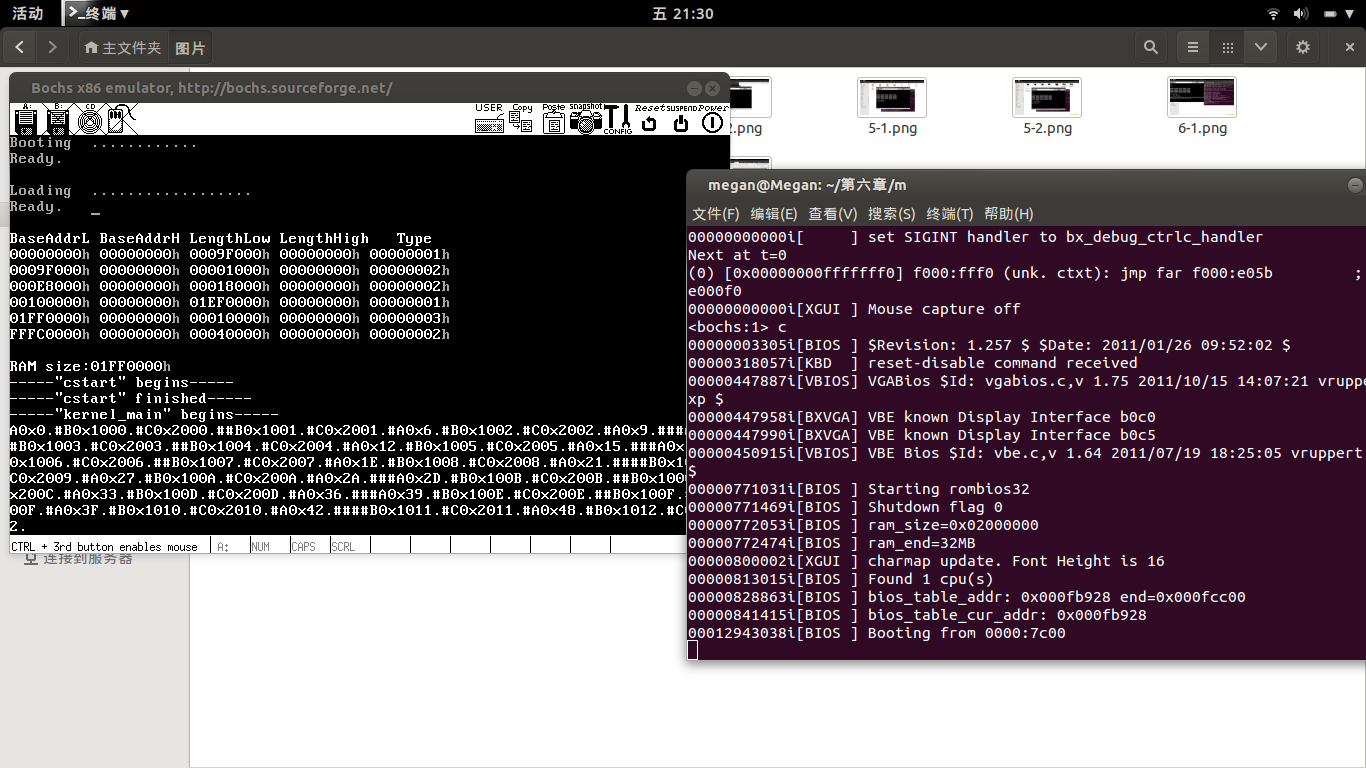 活动
终端
五 21:30
主文件夹
图片
Bochs x86 emulator, http://bochs.sourceforge.net/
A: B: CD
USER Copy Paste snapshot CONFIG Reset SUSPEND Power
Booting ............
Ready.
Loading ..................
Ready. _
BaseAddrL BaseAddrH LengthLow LengthHigh Type
00000000h 00000000h 0009F000h 00000000h 00000001h
0009F000h 00000000h 00001000h 00000000h 00000002h
000E8000h 00000000h 00018000h 00000000h 00000002h
00100000h 00000000h 01EF0000h 00000000h 00000001h
01FF0000h 00000000h 00010000h 00000000h 00000003h
FFFC0000h 00000000h 00040000h 00000000h 00000002h
RAM size:01FF0000h
-----"cstart" begins-----
-----"cstart" finished-----
-----"kernel_main" begins-----
A0x0.#B0x1000.#C0x2000.##B0x1001.#C0x2001.#A0x6.#B0x1002.#C0x2002.#A0x9.###
#B0x1003.#C0x2003.##B0x1004.#C0x2004.#A0x12.#B0x1005.#C0x2005.#A0x15.###A0x
0x1006.#C0x2006.##B0x1007.#C0x2007.#A0x1E.#B0x1008.#C0x2008.#A0x21.####B0x10
C0x2009.#A0x27.#B0x100A.#C0x200A.#A0x2A.###A0x2D.#B0x100B.#C0x200B.##B0x100
x200C.#A0x33.#B0x100D.#C0x200D.#A0x36.###A0x39.#B0x100E.#C0x200E.##B0x100F.
00F.#A0x3F.#B0x1010.#C0x2010.#A0x42.####B0x1011.#C0x2011.#A0x48.#B0x1012.#C0
2.
CTRL + 3rd button enables mouse A: NUM CAPS SCRL
连接到服务器
2.png
5-1.png
5-2.png
6-1.png
megan@Megan: ~/第六章/m
文件(F) 编辑(E) 查看(V) 搜索(S) 终端(T) 帮助(H)
00000000000i[     ] set SIGINT handler to bx_debug_ctrlc_handler
Next at t=0
(0) [0x00000000fffffff0] f000:fff0 (unk. ctxt): jmp far f000:e05b ;
e000f0
00000000000i[XGUI ] Mouse capture off
<bochs:1> c
00000003305i[BIOS ] $Revision: 1.257 $ $Date: 2011/01/26 09:52:02 $
00000318057i[KBD  ] reset-disable command received
00000447887i[VBIOS] VGABios $Id: vgabios.c,v 1.75 2011/10/15 14:07:21 vruppe
xp $
00000447958i[BXVGA] VBE known Display Interface b0c0
00000447990i[BXVGA] VBE known Display Interface b0c5
00000450915i[VBIOS] VBE Bios $Id: vbe.c,v 1.64 2011/07/19 18:25:05 vruppert
$
00000771031i[BIOS ] Starting rombios32
00000771469i[BIOS ] Shutdown flag 0
00000772053i[BIOS ] ram_size=0x02000000
00000772474i[BIOS ] ram_end=32MB
00000800002i[XGUI ] charmap update. Font Height is 16
00000813015i[BIOS ] Found 1 cpu(s)
00000828863i[BIOS ] bios_table_addr: 0x000fb928 end=0x000fcc00
00000841415i[BIOS ] bios_table_cur_addr: 0x000fb928
00012943038i[BIOS ] Booting from 0000:7c00